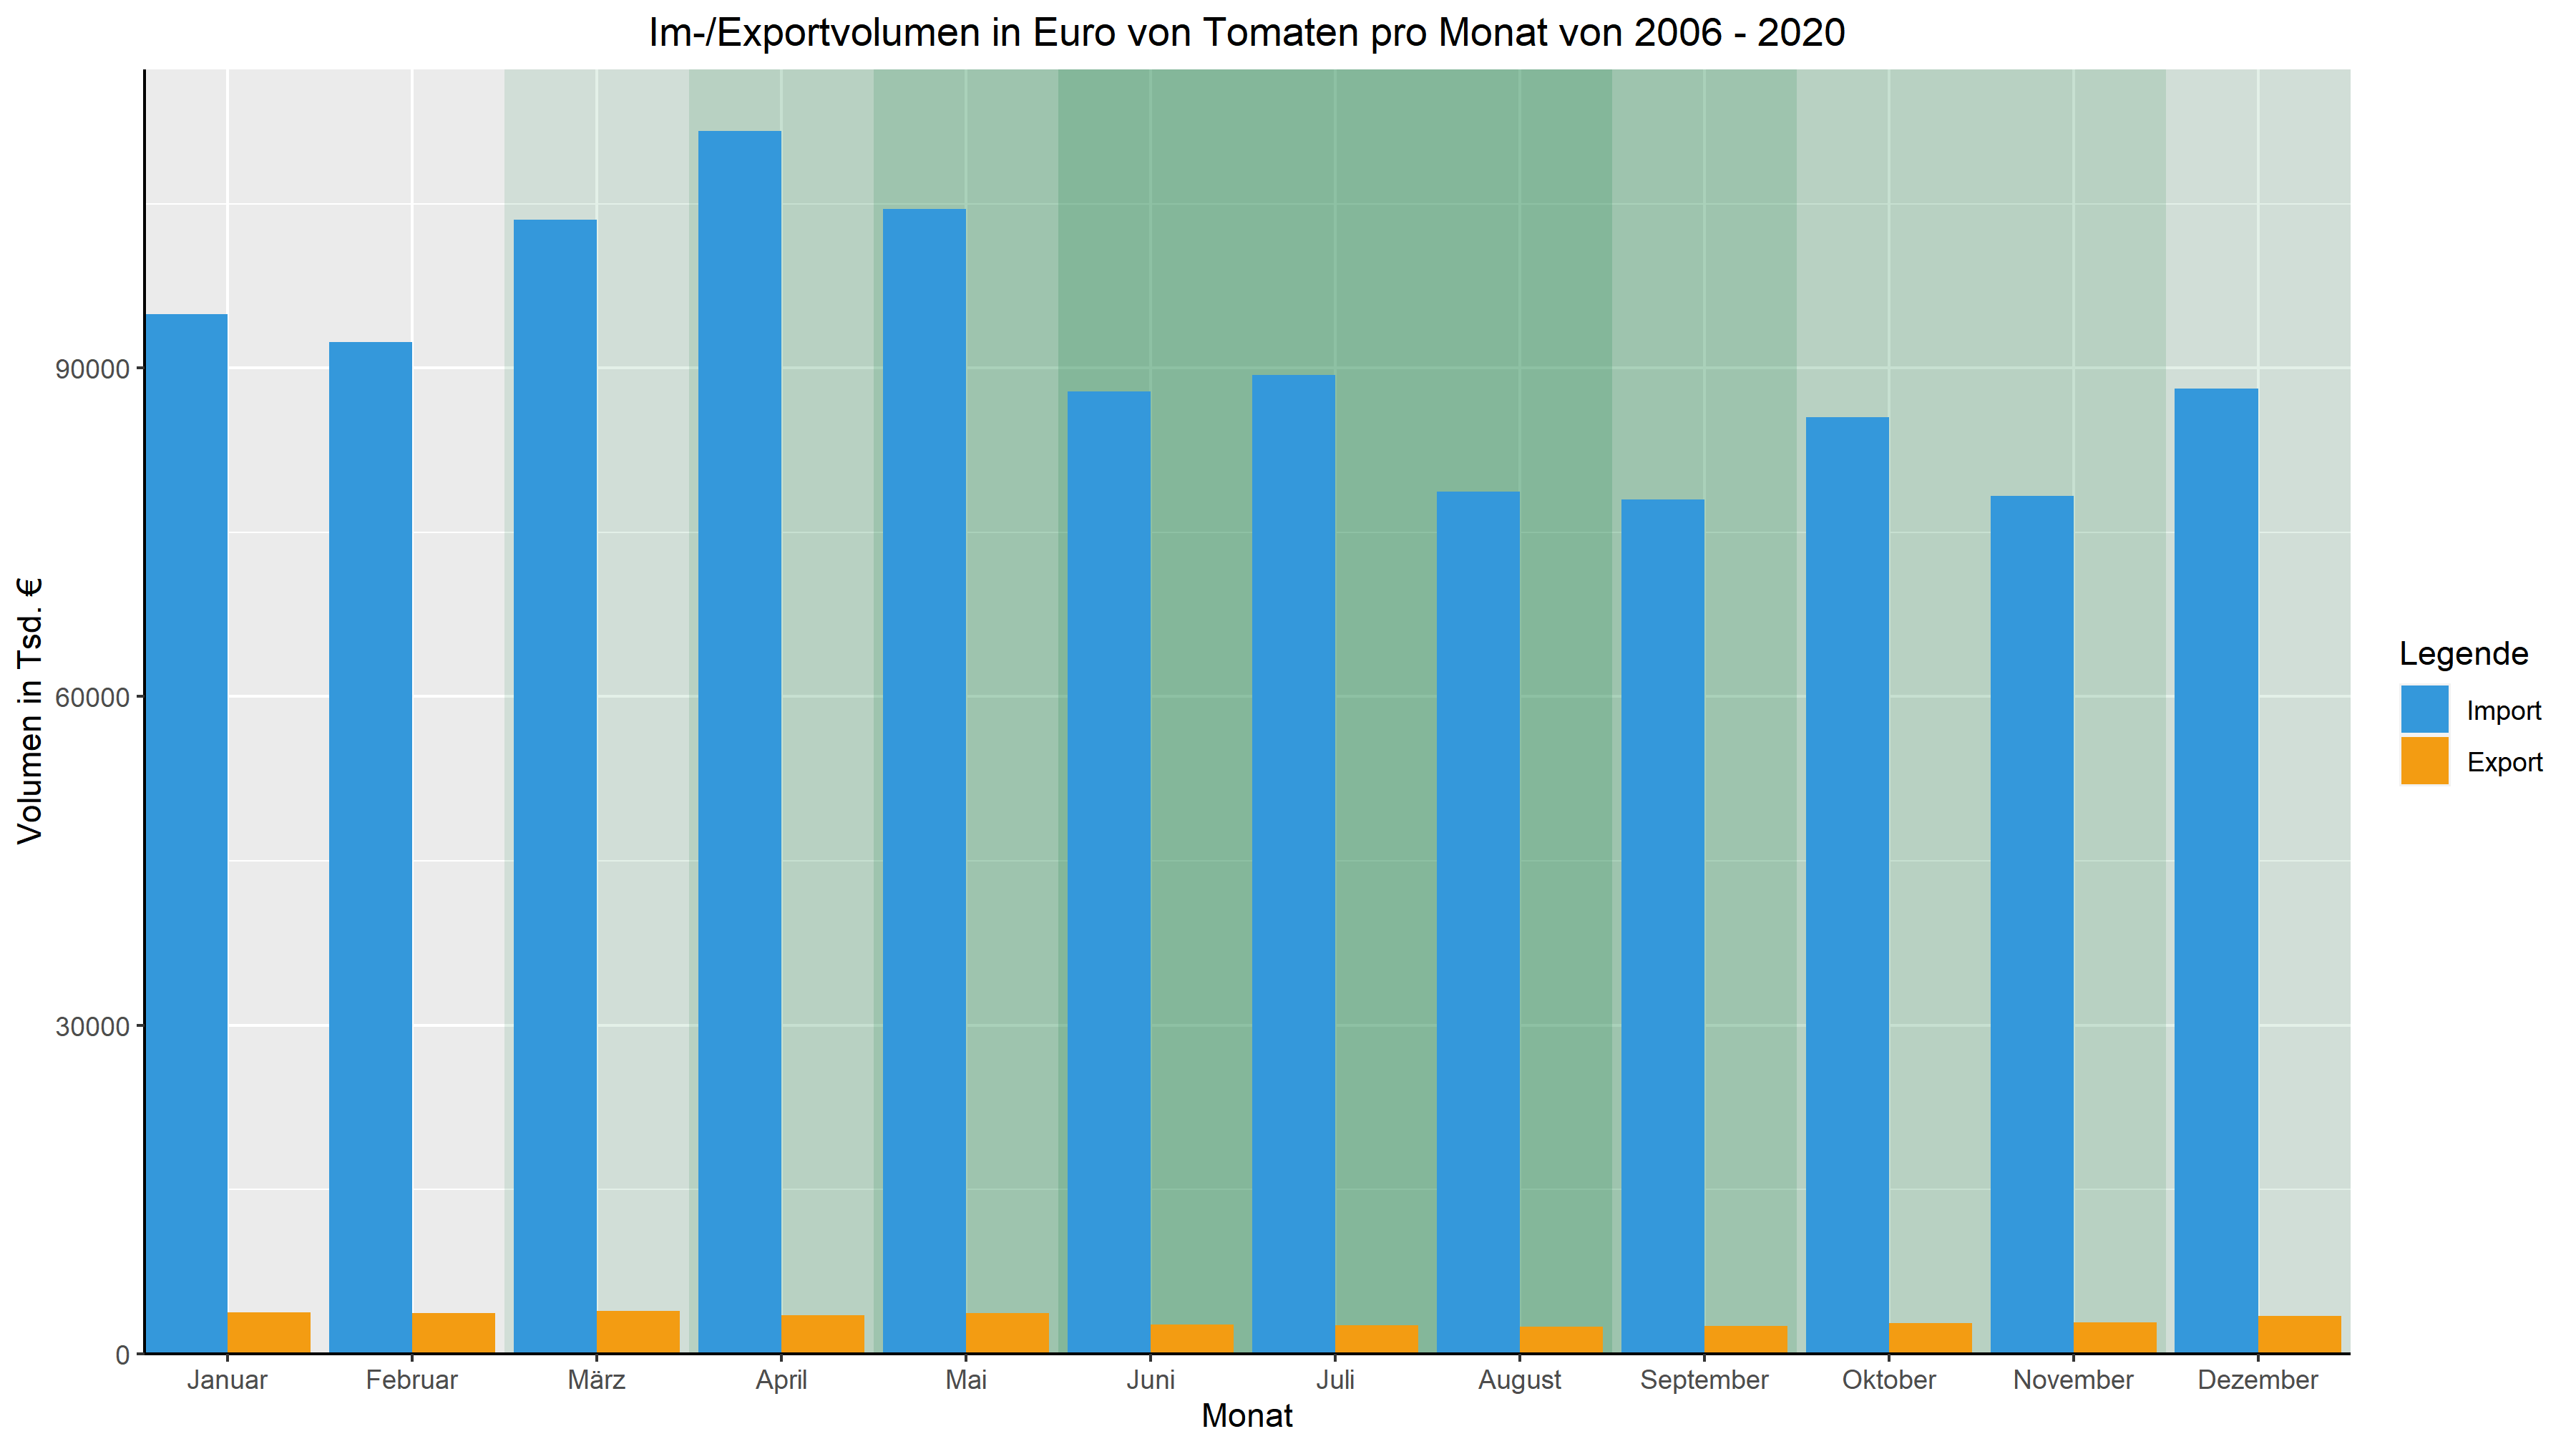 Im-/Exportvolumen in Euro von Tomaten pro Monat von 2006 - 2020
Volumen in Tsd. €
90000
60000
30000
0
Januar Februar März April Mai Juni Juli August September Oktober November Dezember
Monat
Legende
Import
Export